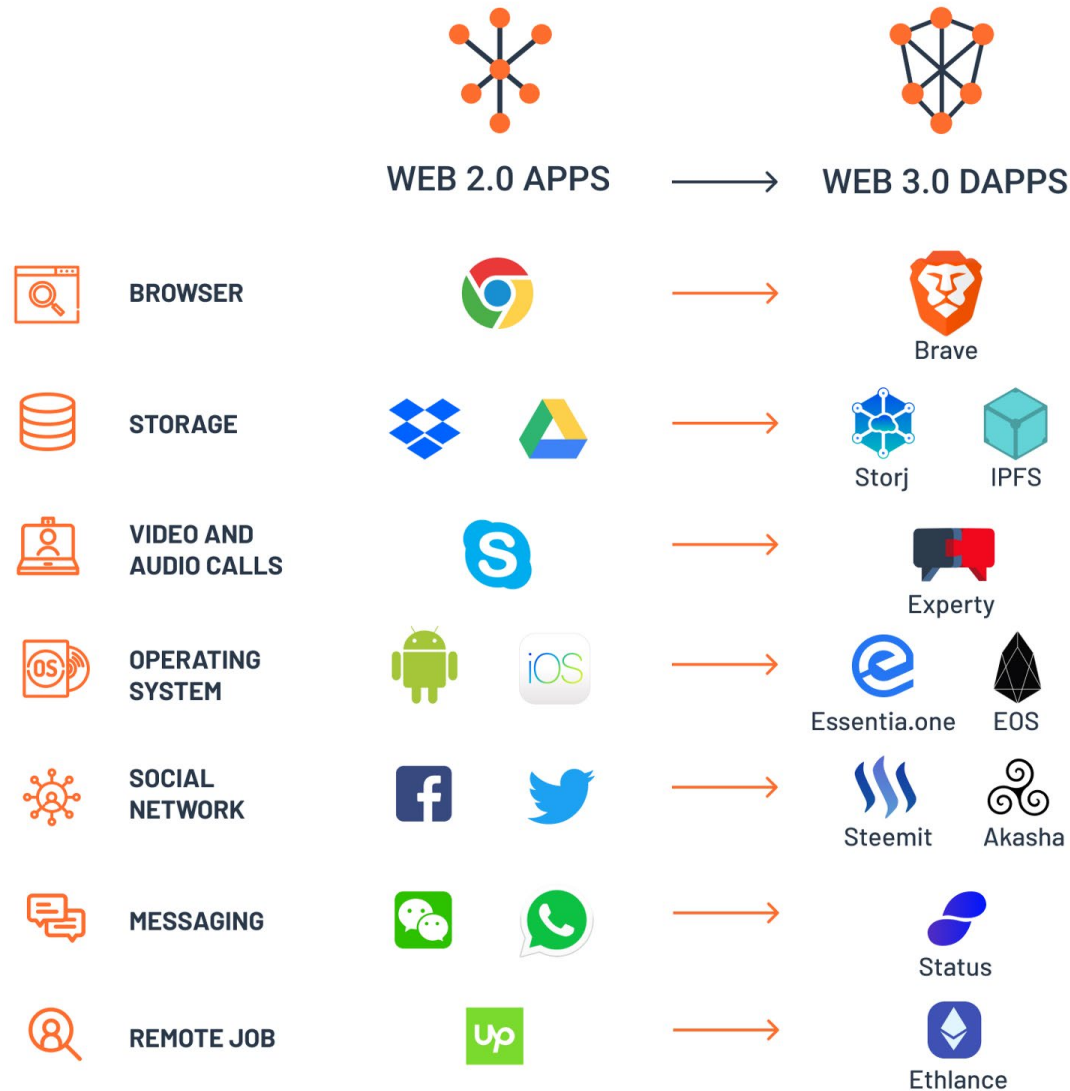 WEB 2.0 APPS
WEB 3.0 DAPPS
BROWSER
Brave
STORAGE
Storj
IPFS
VIDEO AND
AUDIO CALLS
S
Experty
OS
OPERATING
SYSTEM
iOS
Essentia.one
EOS
SOCIAL
NETWORK
f
Steemit
Akasha
MESSAGING
Status
REMOTE JOB
Up
Ethlance